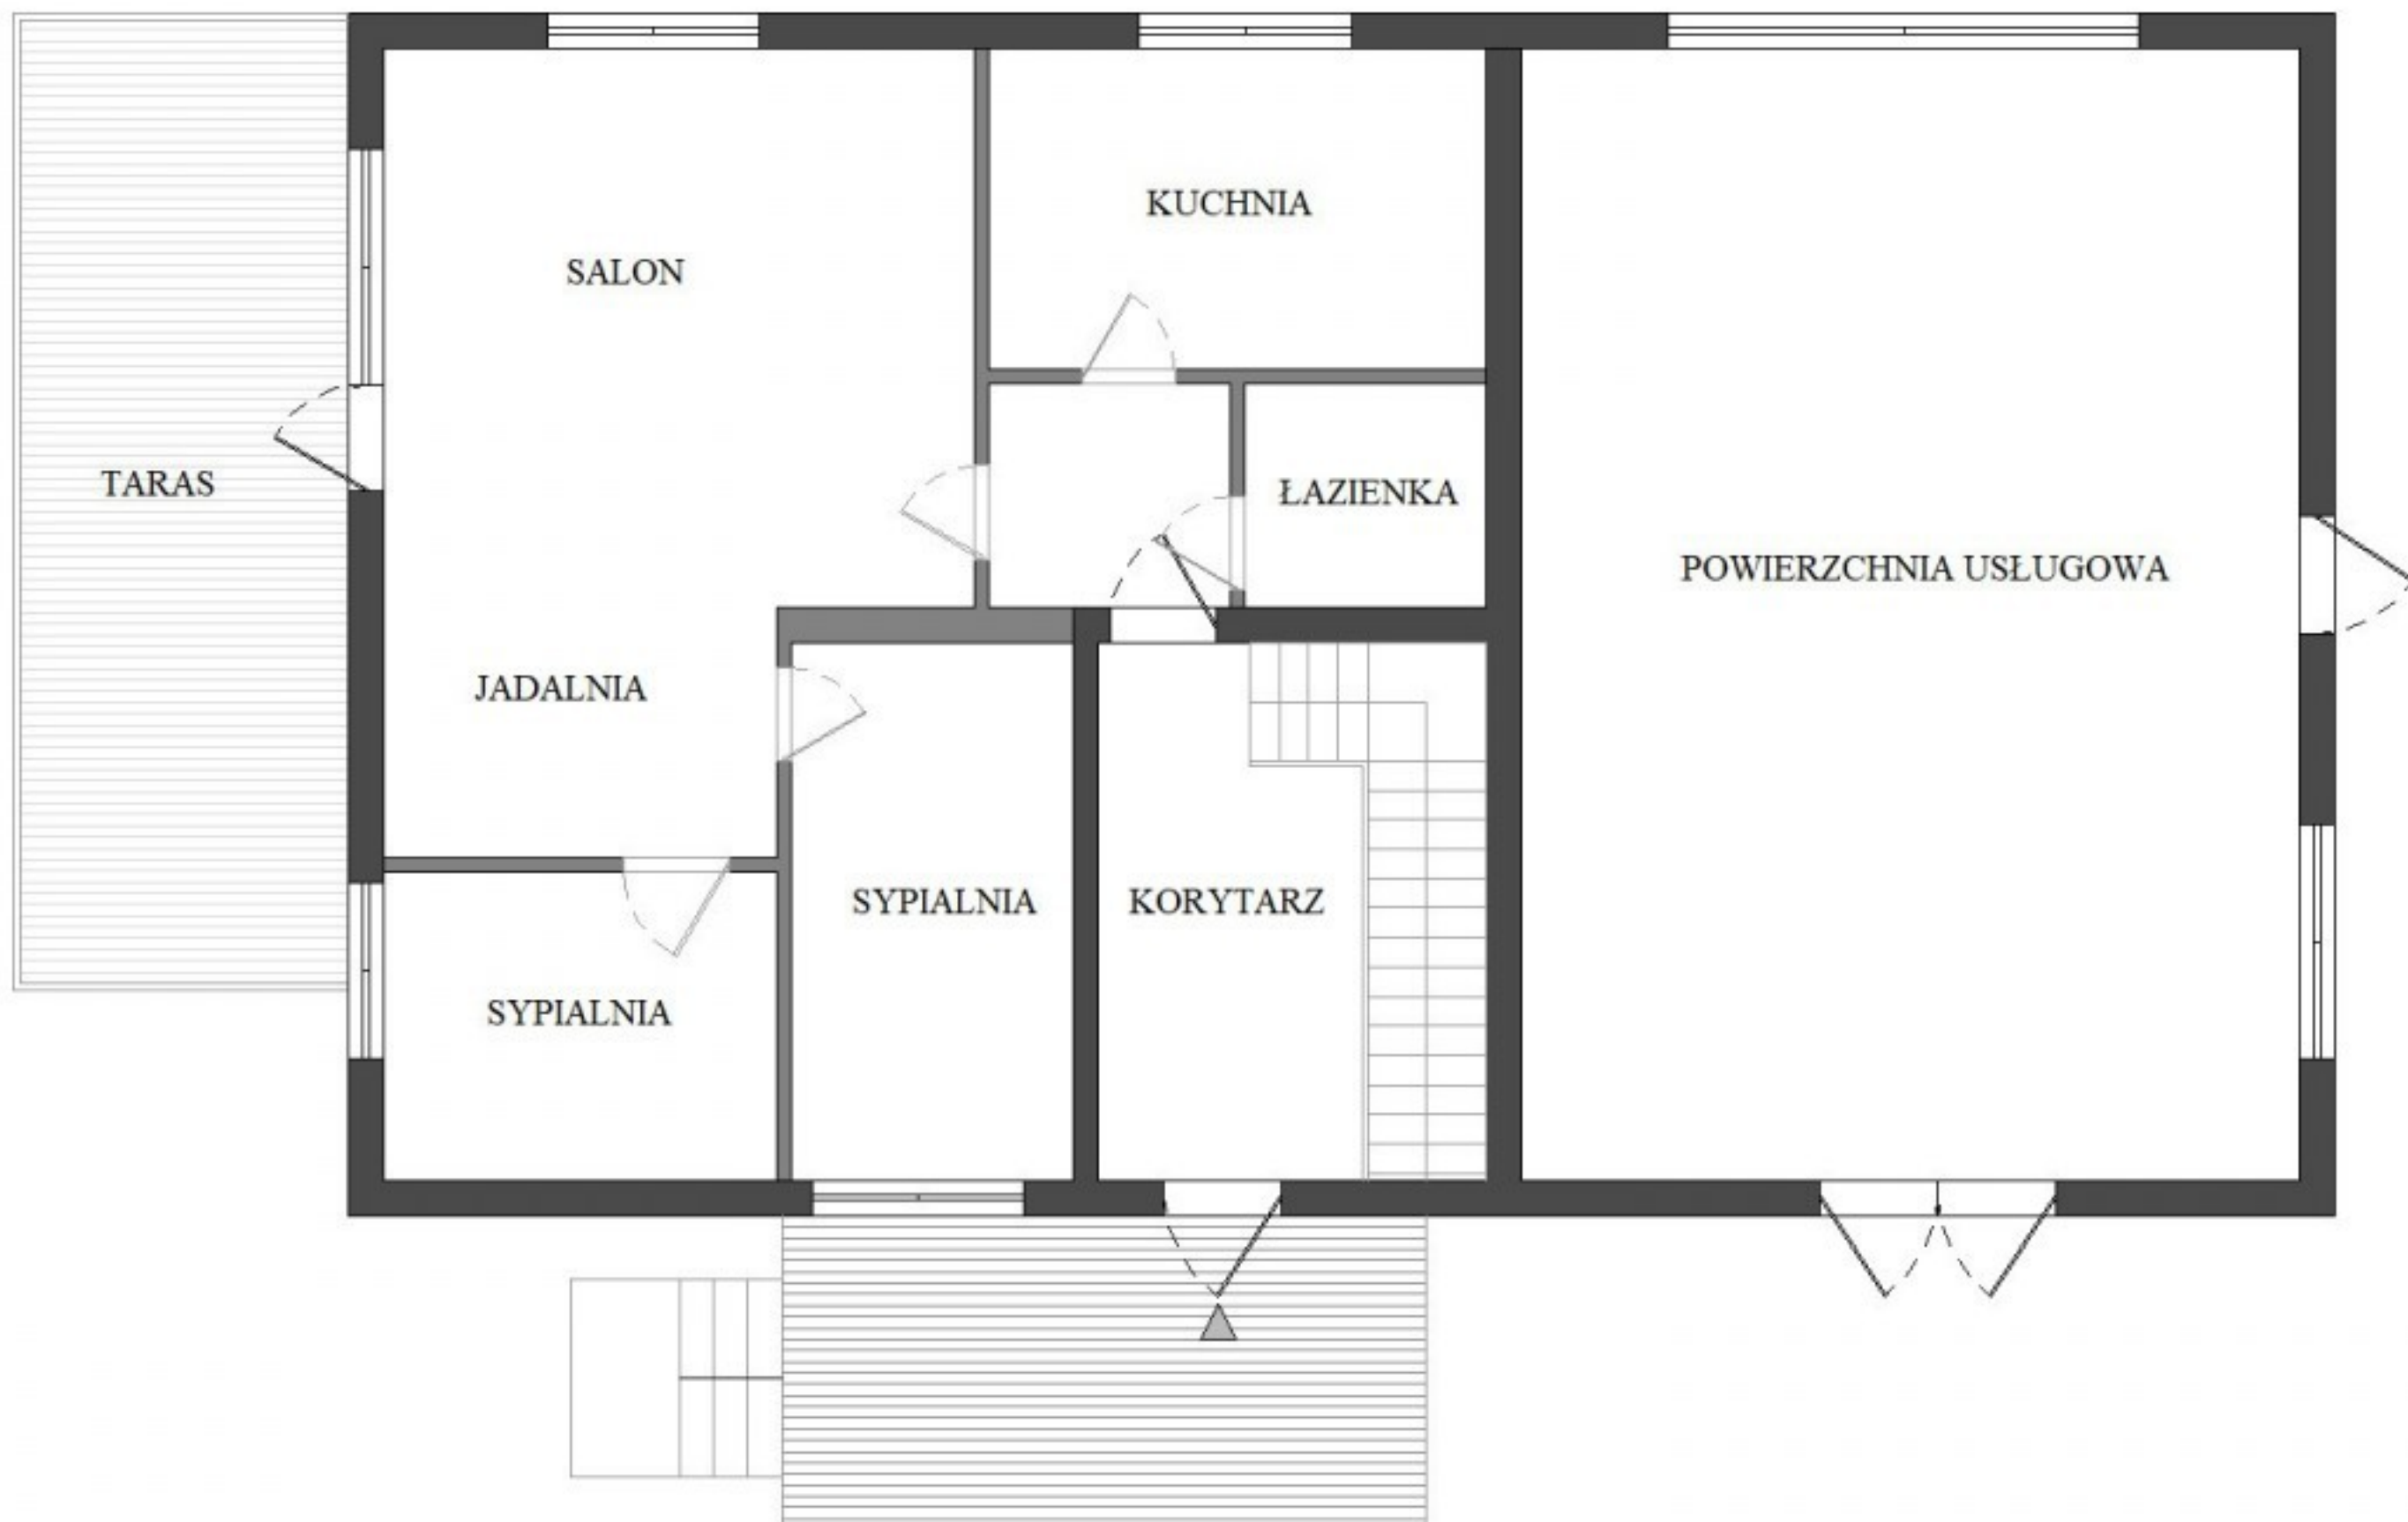 KUCHNIA
SALON
TARAS
ŁAZIENKA
POWIERZCHNIA USŁUGOWA
JADALNIA
SYPIALNIA
KORYTARZ
SYPIALNIA